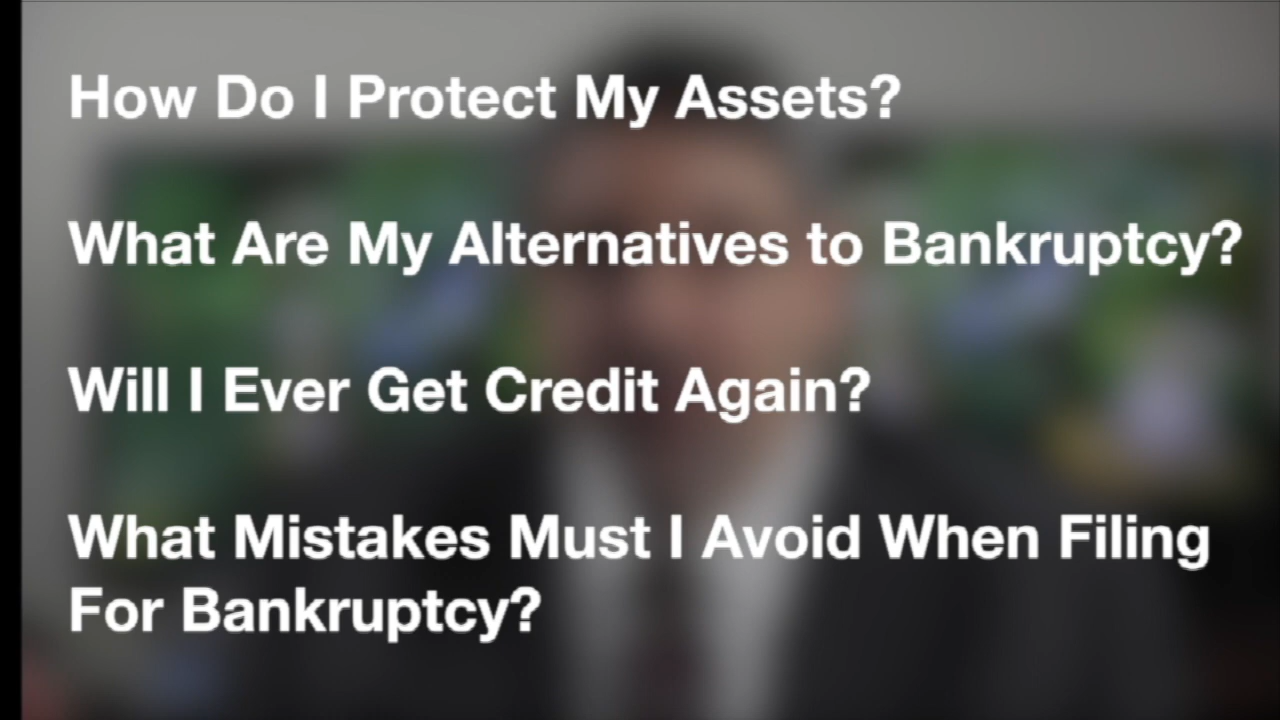 How Do I Protect My Assets?
What Are My Alternatives to Bankruptcy?
Will I Ever Get Credit Again?
What Mistakes Must I Avoid When Filing
For Bankruptcy?